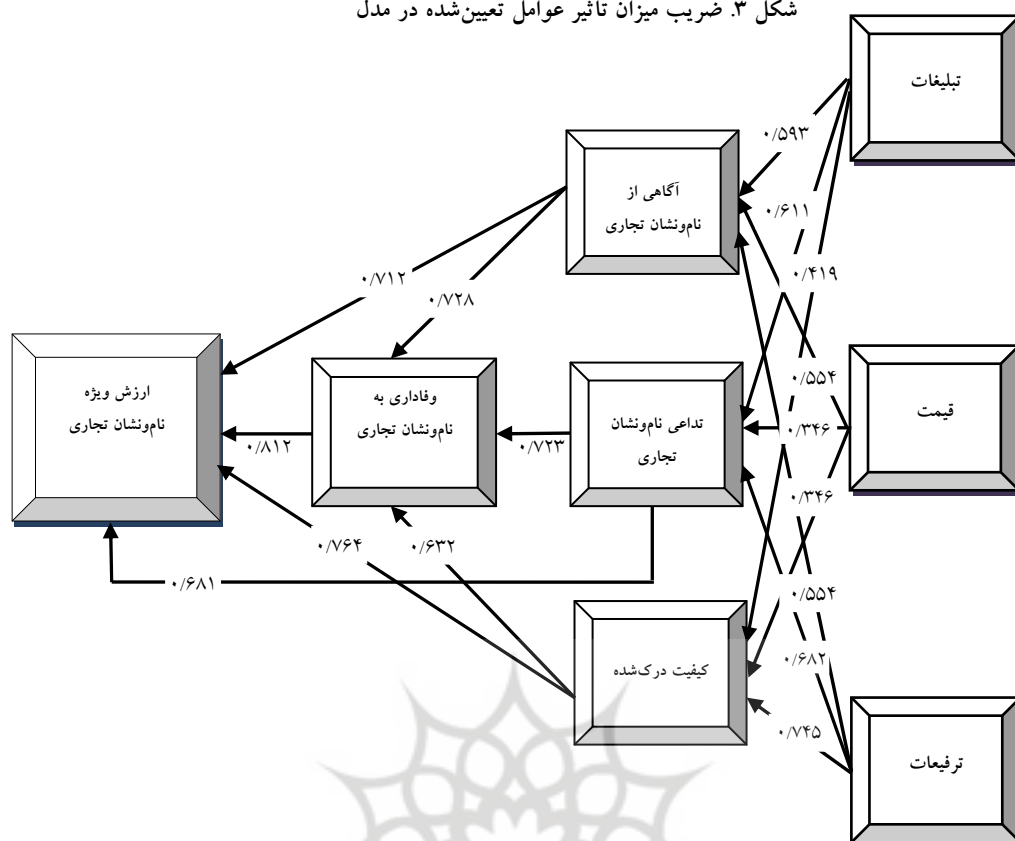 شکل ۳. ضریب میزان تاثیر عوامل تعیین‌شده در مدل
تبلیغات
۰/۵۹۳
آگاهی از
نام‌ونشان تجاری
۰/۶۱۱
۰/۴۱۹
۰/۷۱۲
۰/۷۲۸
ارزش ویژه
نام‌ونشان تجاری
وفاداری به
نام‌ونشان تجاری
تداعی نام‌ونشان
تجاری
قیمت
۰/۵۵۴
۰/۳۴۶
۰/۸۱۲
۰/۷۲۳
۰/۳۴۶
۰/۷۶۴
۰/۶۳۲
۰/۶۸۱
۰/۵۵۴
کیفیت درک‌شده
۰/۶۸۲
۰/۷۴۵
ترفیعات